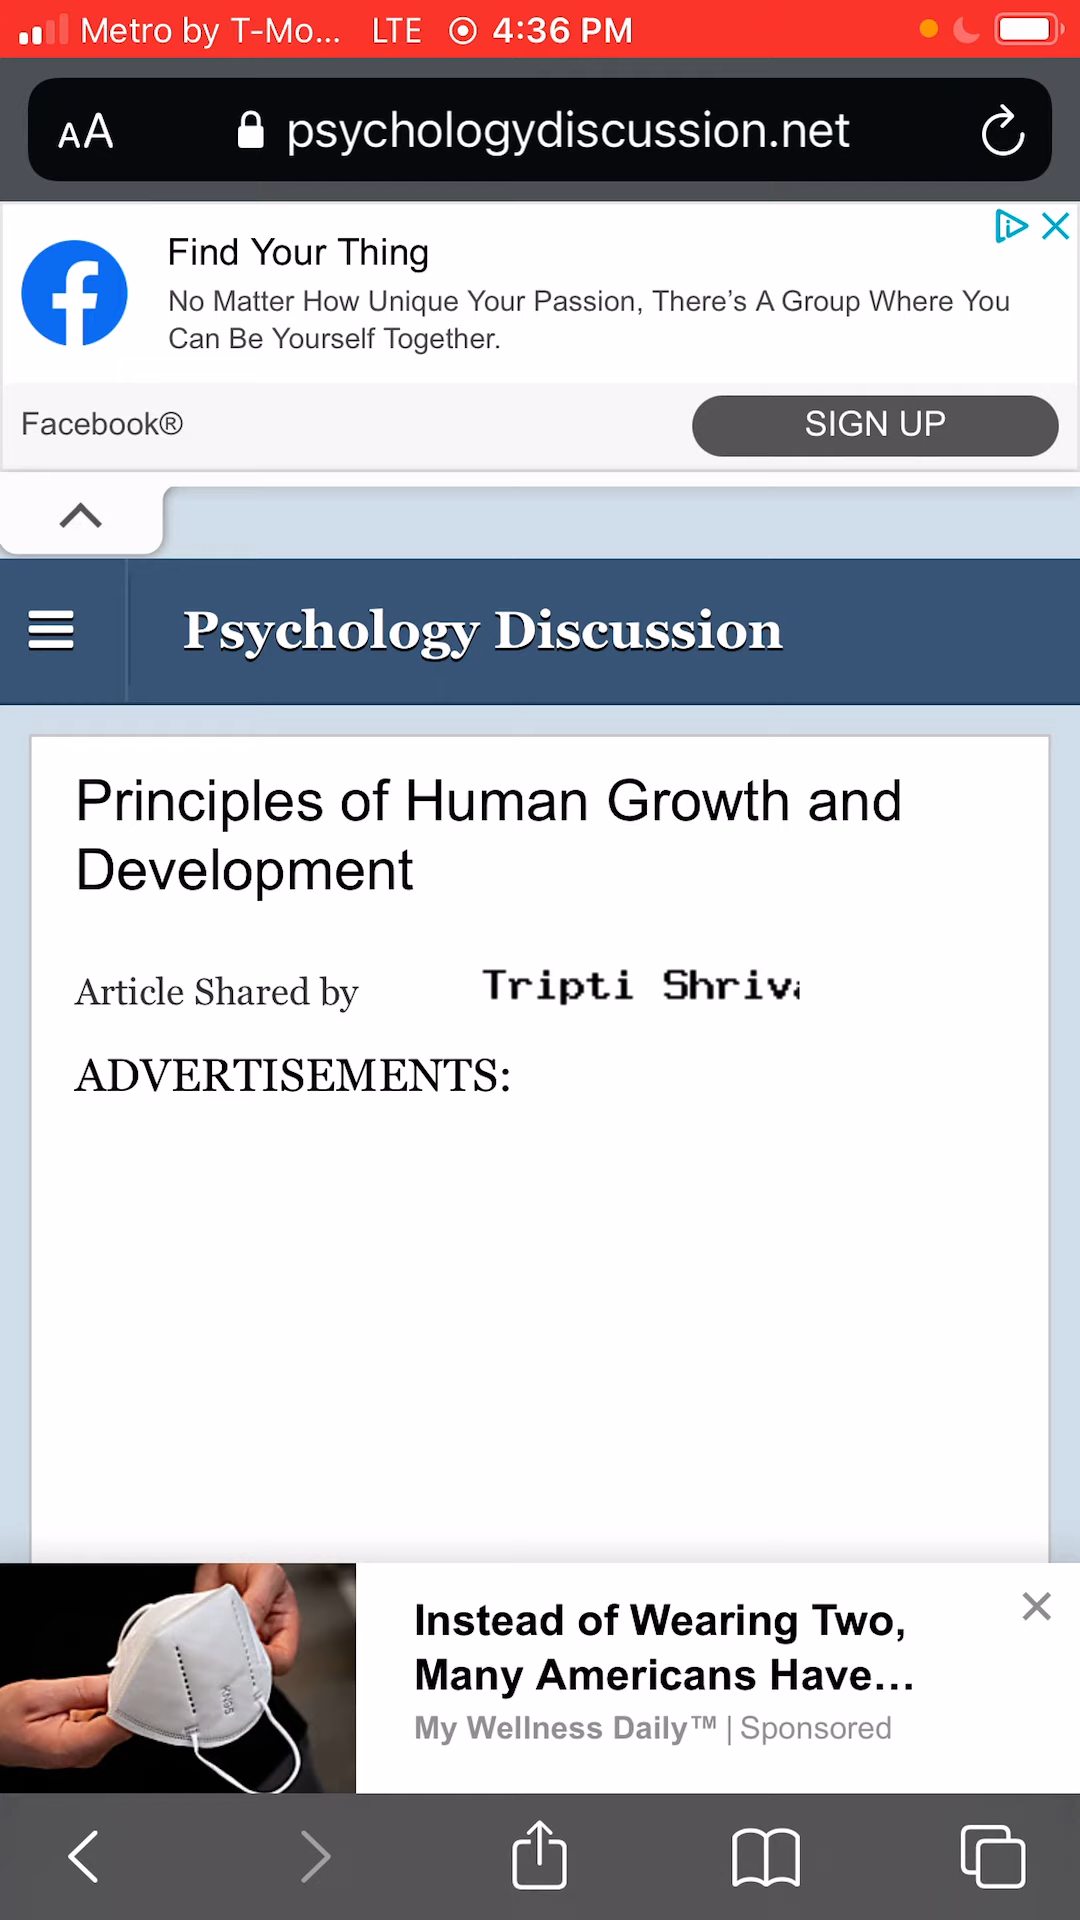 Metro by T-Mo... LTE 4:36 PM
AA psychologydiscussion.net
Find Your Thing
No Matter How Unique Your Passion, There's A Group Where You
Can Be Yourself Together.
Facebook® SIGN UP
Psychology Discussion
Principles of Human Growth and
Development
Article Shared by Tripti
ADVERTISEMENTS:
Instead of Wearing Two,
Many Americans Have...
My Wellness Daily™ | Sponsored
KN95